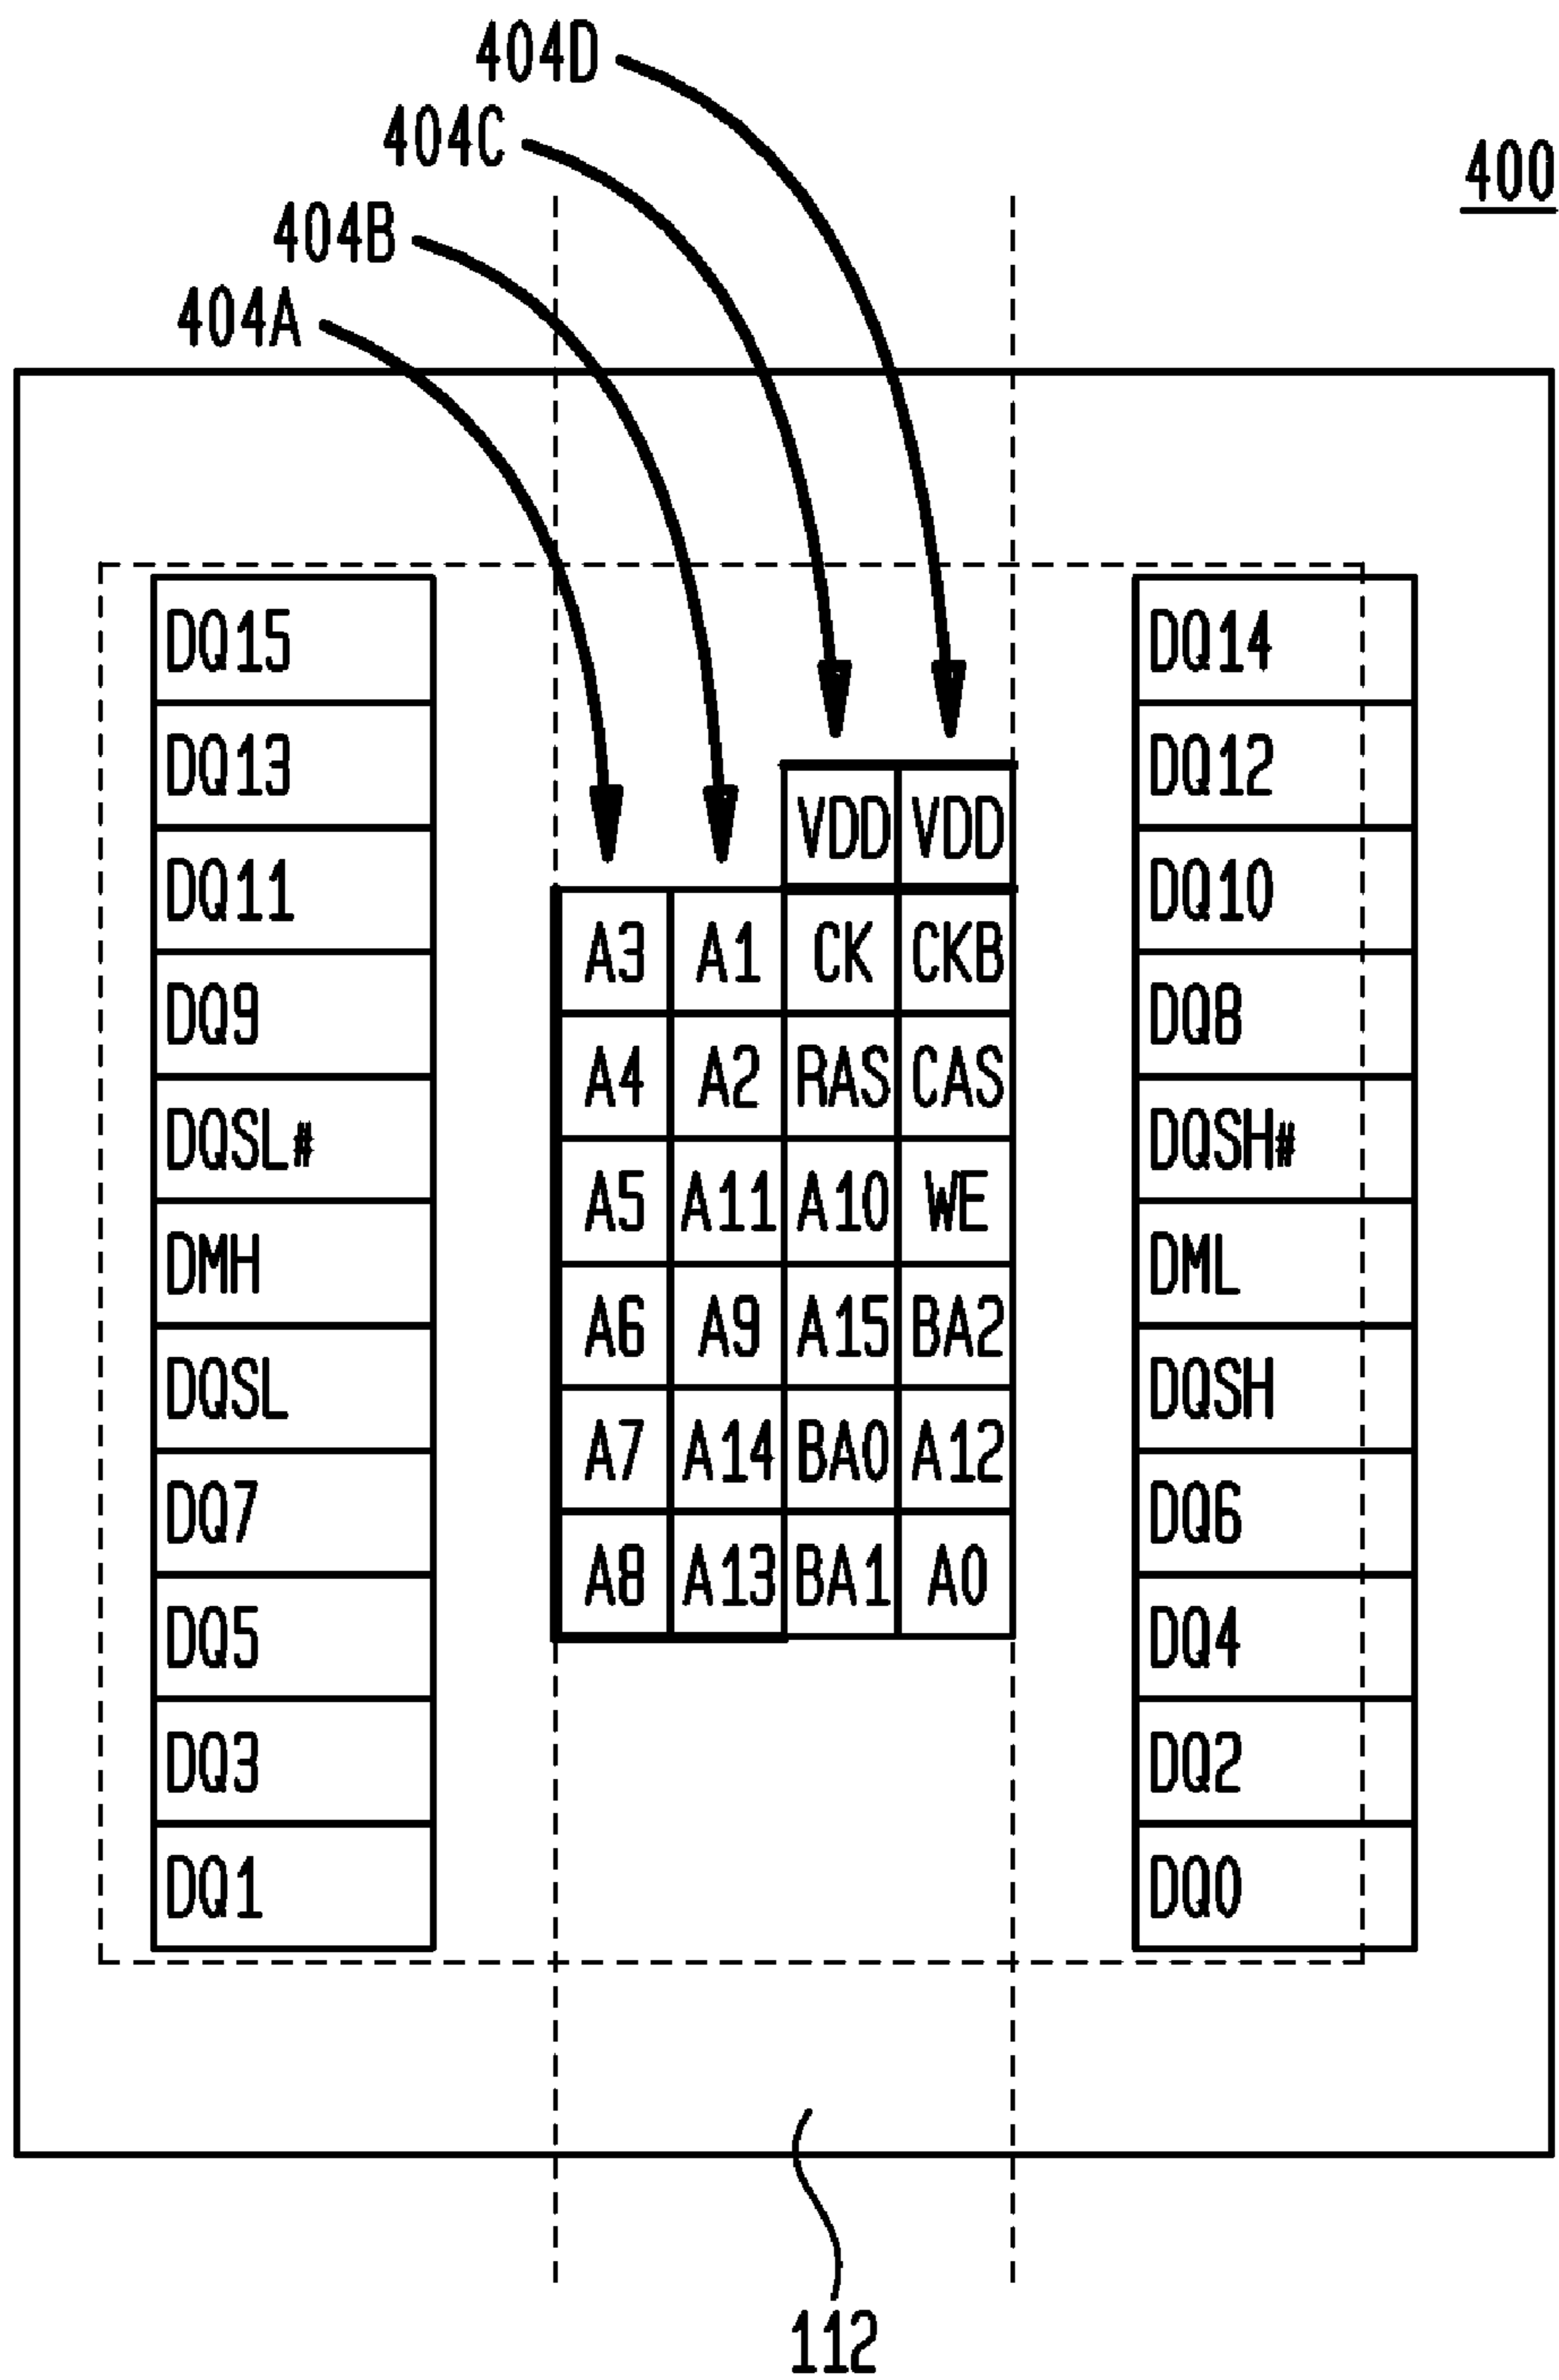 404D
404C
400
404B
404A
DQ15 DQ14
DQ13 VDD VDD DQ12
DQ11 A3 A1 CK CKB DQ10
DQ9 A4 A2 RAS CAS DQ8
DQSL# A5 A11 A10 WE DQSH#
DMH A6 A9 A15 BA2 DML
DQSL A7 A14 BA0 A12 DQSH
DQ7 A8 A13 BA1 A0 DQ6
DQ5 DQ4
DQ3 DQ2
DQ1 DQ0
112